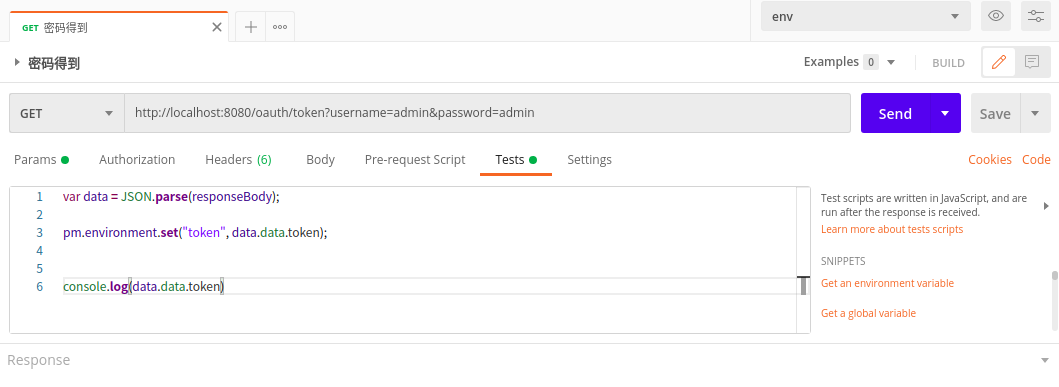 GET 密码得到
env
密码得到
Examples 0
BUILD
GET
http://localhost:8080/oauth/token?username=admin&password=admin
Send
Save
Params
Authorization
Headers (6)
Body
Pre-request Script
Tests
Settings
Cookies Code
1 var data = JSON.parse(responseBody);
2
3 pm.environment.set("token", data.data.token);
4
5
6 console.log(data.data.token)
Test scripts are written in JavaScript, and are
run after the response is received.
Learn more about tests scripts
SNIPPETS
Get an environment variable
Get a global variable
Response